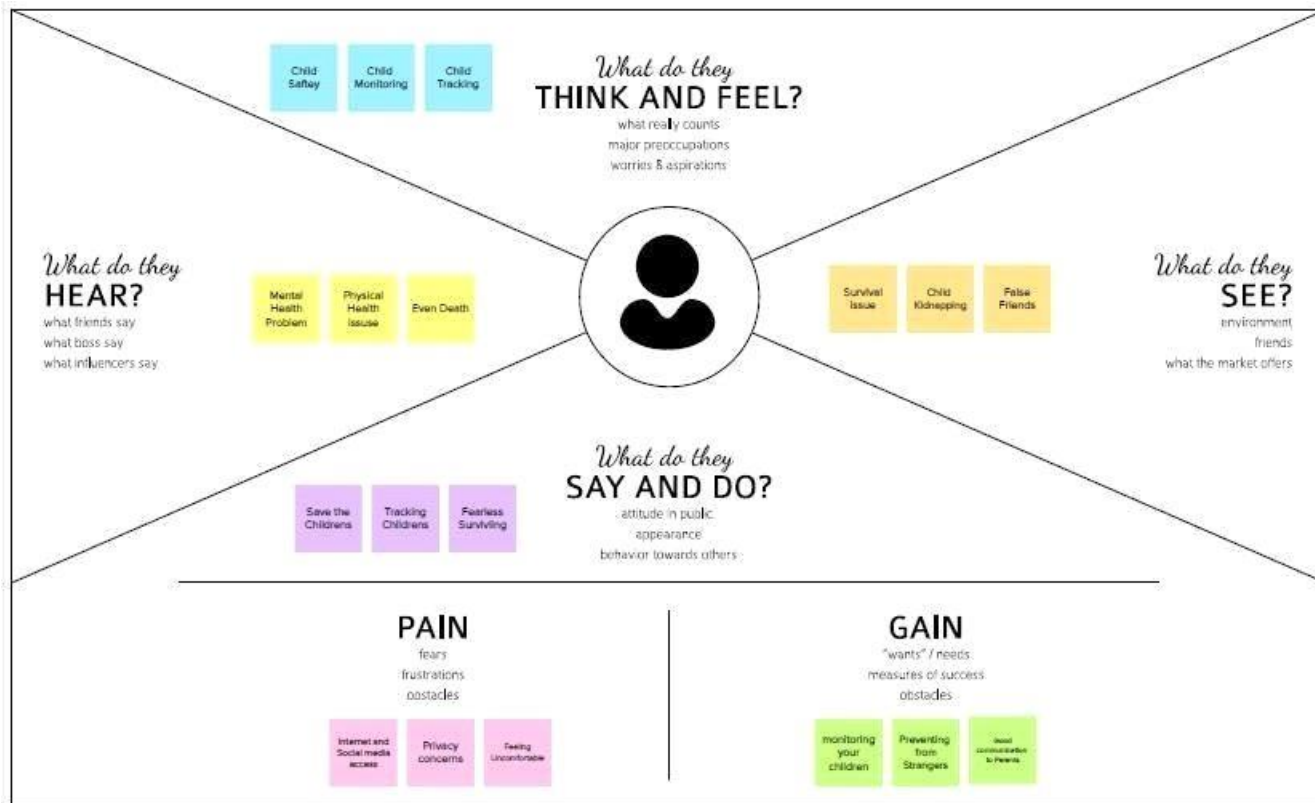 Child
Saftey
Child
Monitoring
Child
Tracking
What do they
THINK AND FEEL?
what really counts
major preoccupations
worries & aspirations
What do they
HEAR?
what friends say
what boss say
what influencers say
Mental
Health
Problem
Physical
Health
issuse
Even Death
Survival
issue
Child
Kidnepping
False
Friends
What do they
SEE?
environment
friends
what the market offers
What do they
SAY AND DO?
attitude in public
appearance
behavior towards others
Save the
Childrens
Tracking
Childrens
Fearless
Surviving
PAIN
fears
frustrations
obstacles
Internet and
Social media
access
Privacy
concerns
Feeling
Uncomfortable
GAIN
"wants" / needs
measures of success
obstacles
monitoring
your
children
Preventing
from
Strangers
Good
communication
to Parents